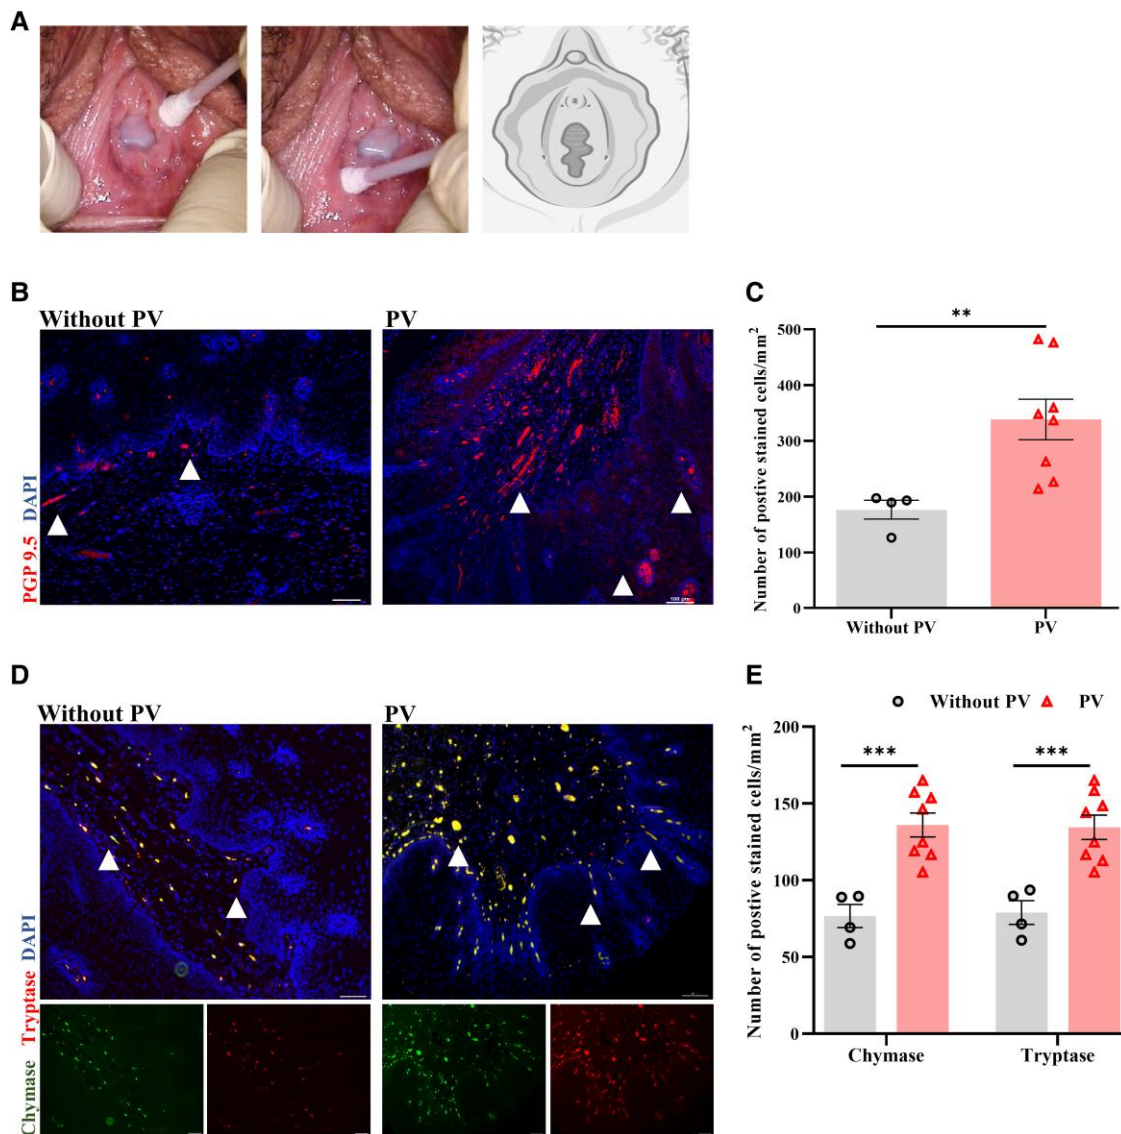 A
B
Without PV
PV
PGP 9.5 DAPI
100 µm
C
**
Number of postive stained cells/mm²
500
400
300
200
100
0
Without PV
PV
D
Without PV
PV
Chymase Tryptase DAPI
E
Without PV
PV
***
***
Number of postive stained cells/mm²
200
150
100
50
0
Chymase
Tryptase